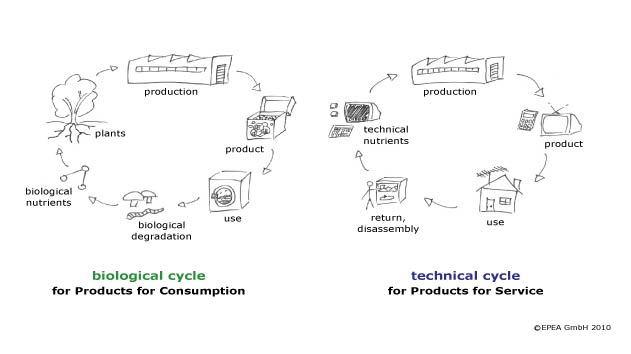 production
plants
product
biological
nutrients
use
biological
degradation
biological cycle
for Products for Consumption
production
technical
nutrients
product
return,
disassembly
use
technical cycle
for Products for Service
©EPEA GmbH 2010